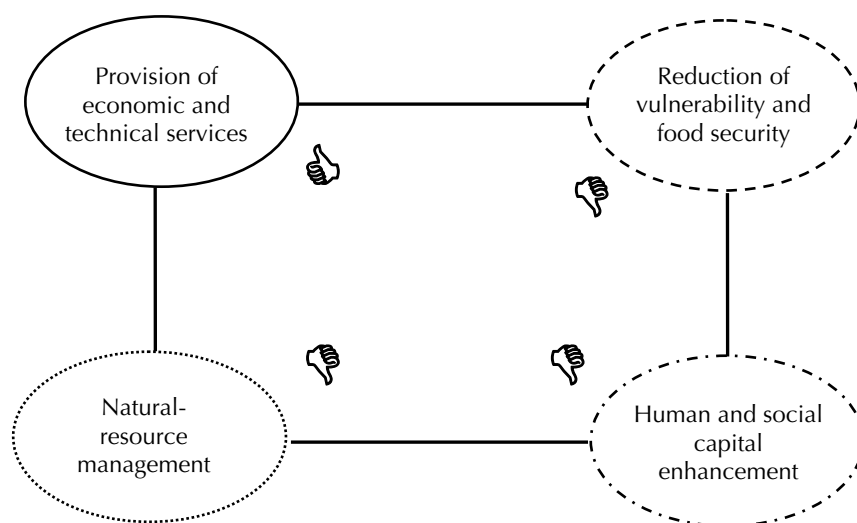 Provision of
economic and
technical services
Reduction of
vulnerability and
food security
Natural-
resource
management
Human and social
capital
enhancement